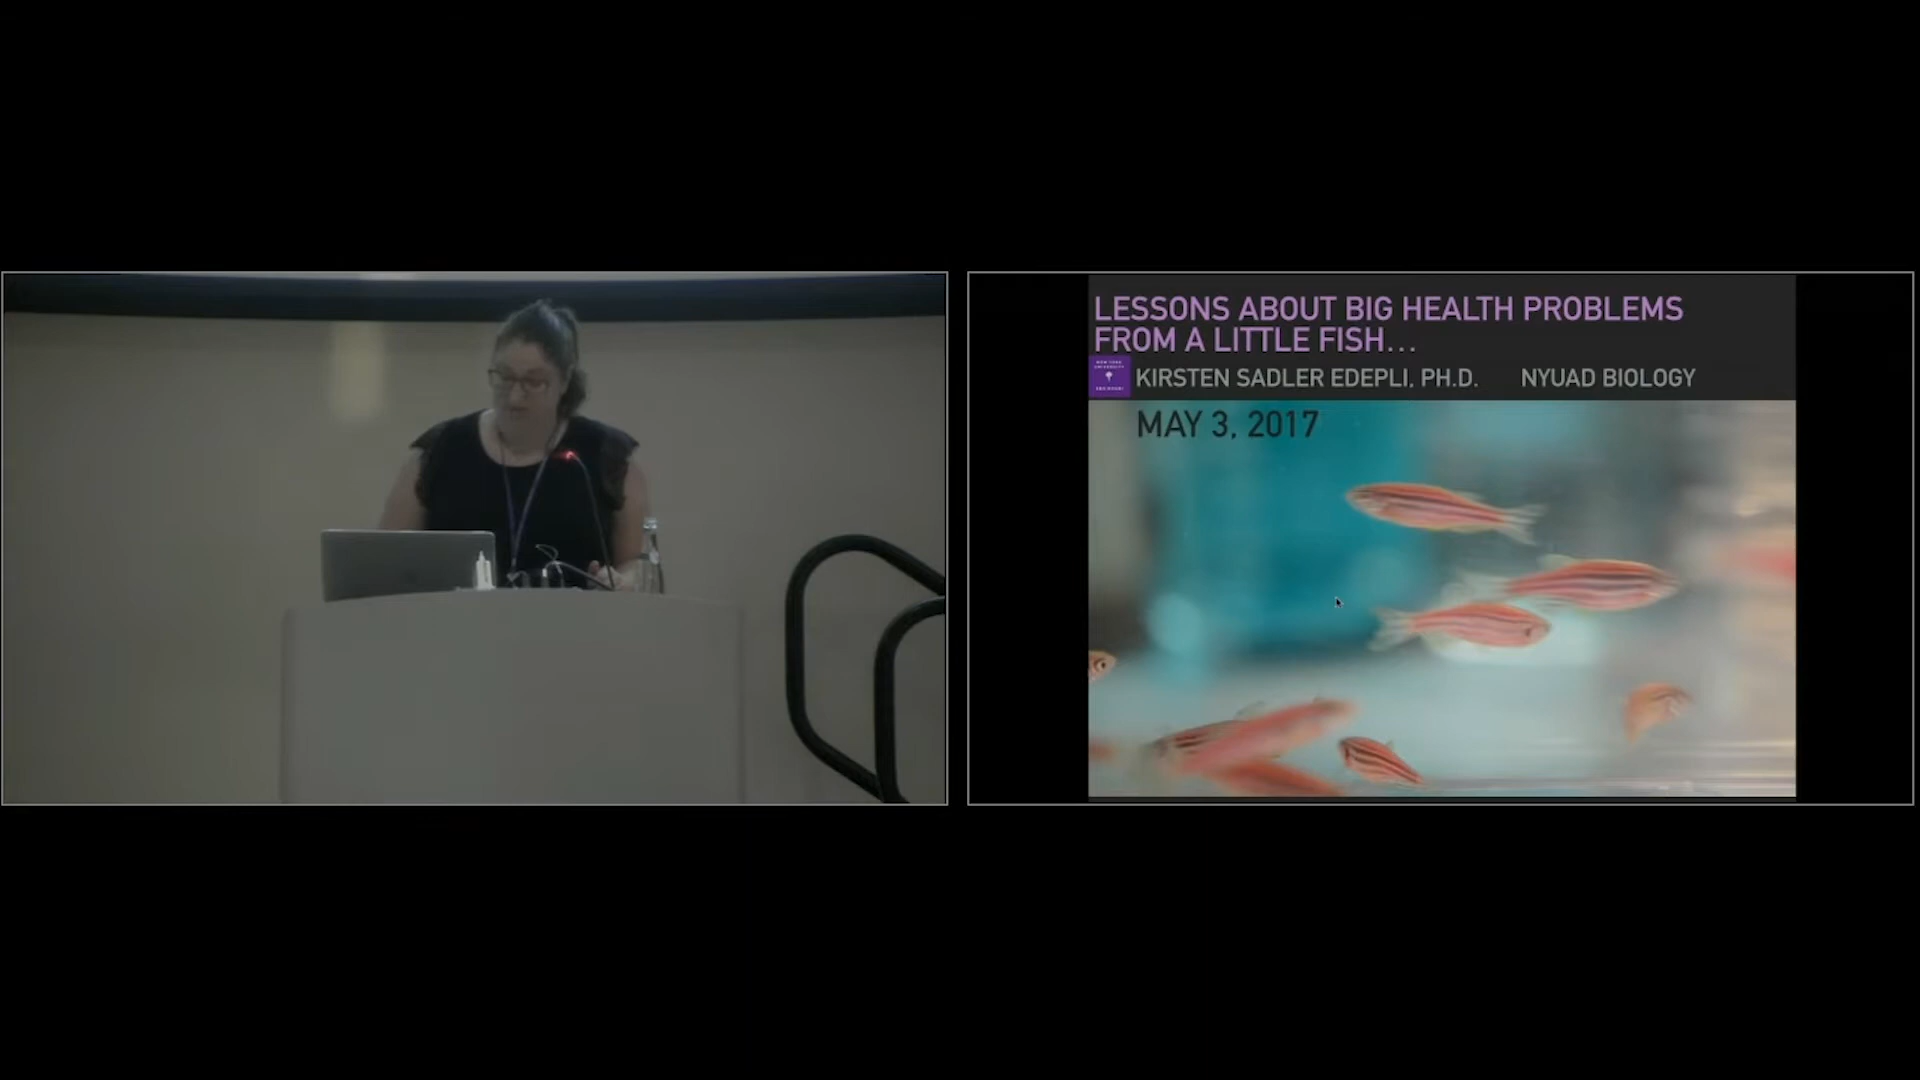 LESSONS ABOUT BIG HEALTH PROBLEMS
FROM A LITTLE FISH...
KIRSTEN SADLER EDEPLI, PH.D. NYUAD BIOLOGY
MAY 3, 2017